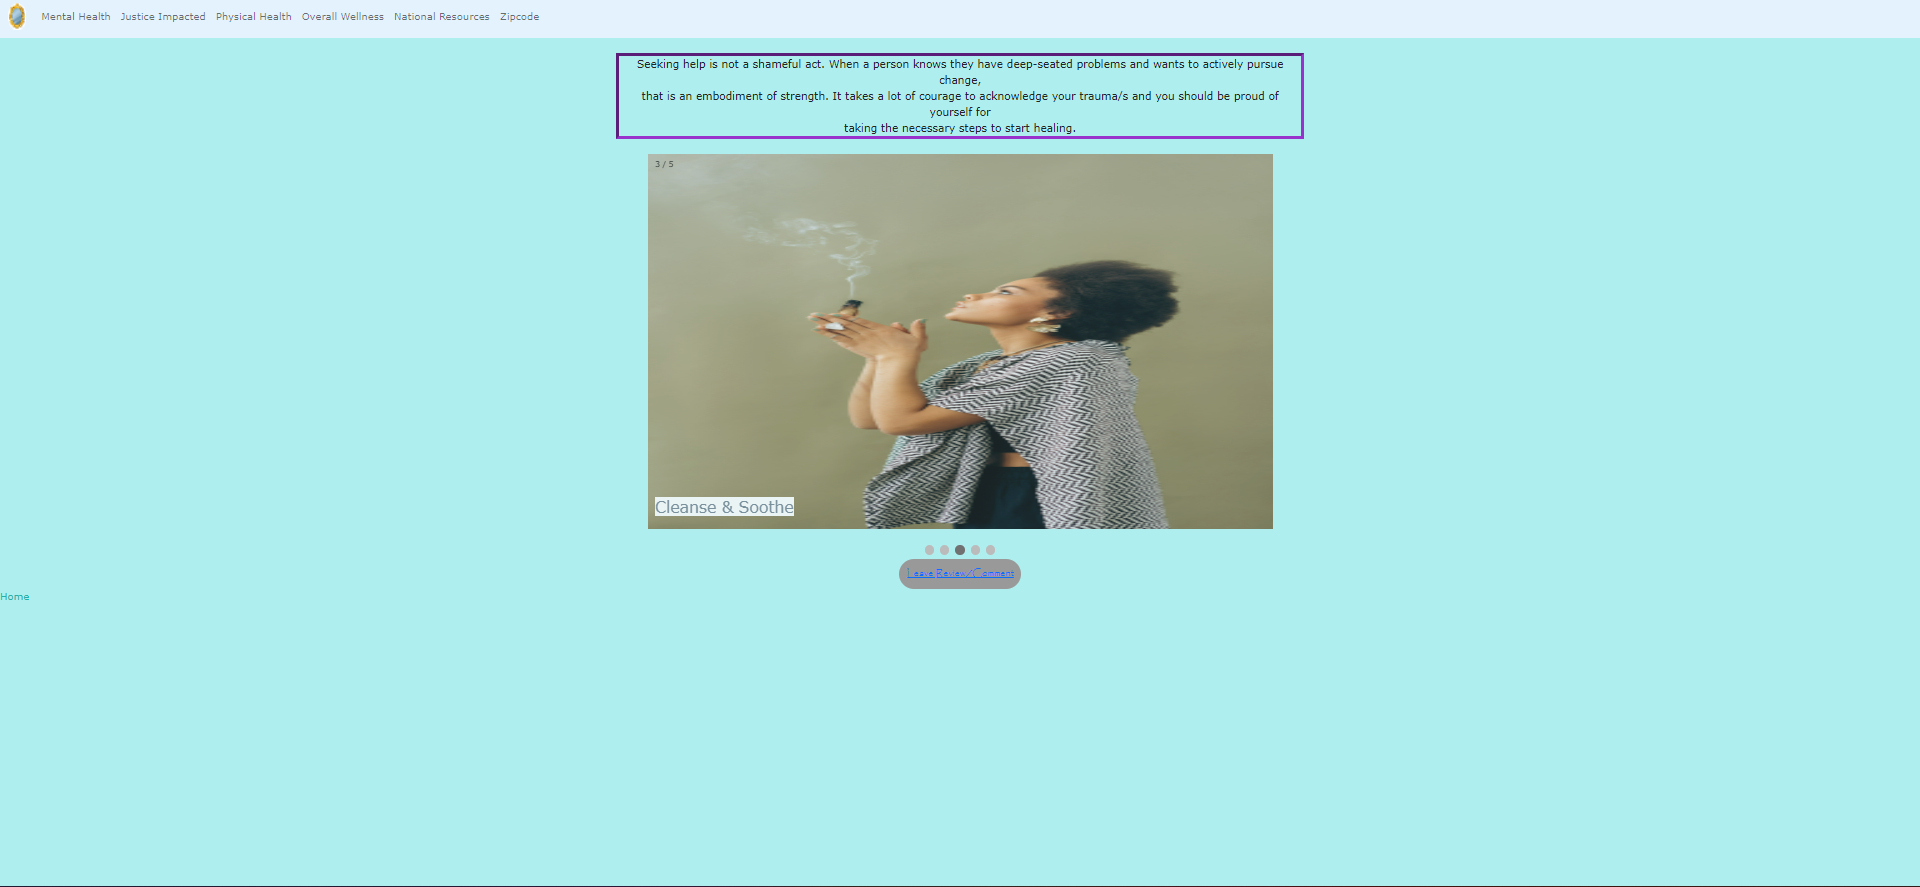 Mental Health Justice Impacted Physical Health Overall Wellness National Resources Zipcode
Seeking help is not a shameful act. When a person knows they have deep-seated problems and wants to actively pursue
change,
that is an embodiment of strength. It takes a lot of courage to acknowledge your trauma/s and you should be proud of
yourself for
taking the necessary steps to start healing.
3 / 5
Cleanse & Soothe
Leave Review/Comment
Home